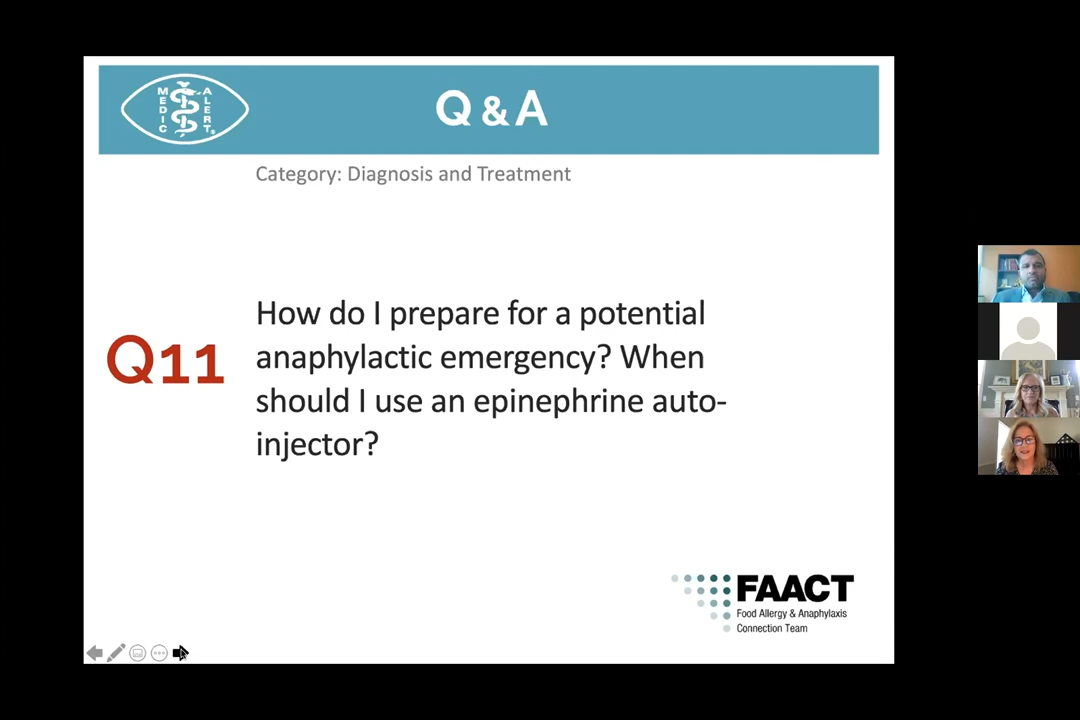 MEDIC ALERT®
Q & A
Category: Diagnosis and Treatment
Q11
How do I prepare for a potential
anaphylactic emergency? When
should I use an epinephrine auto-
injector?
FAACT
Food Allergy & Anaphylaxis
Connection Team